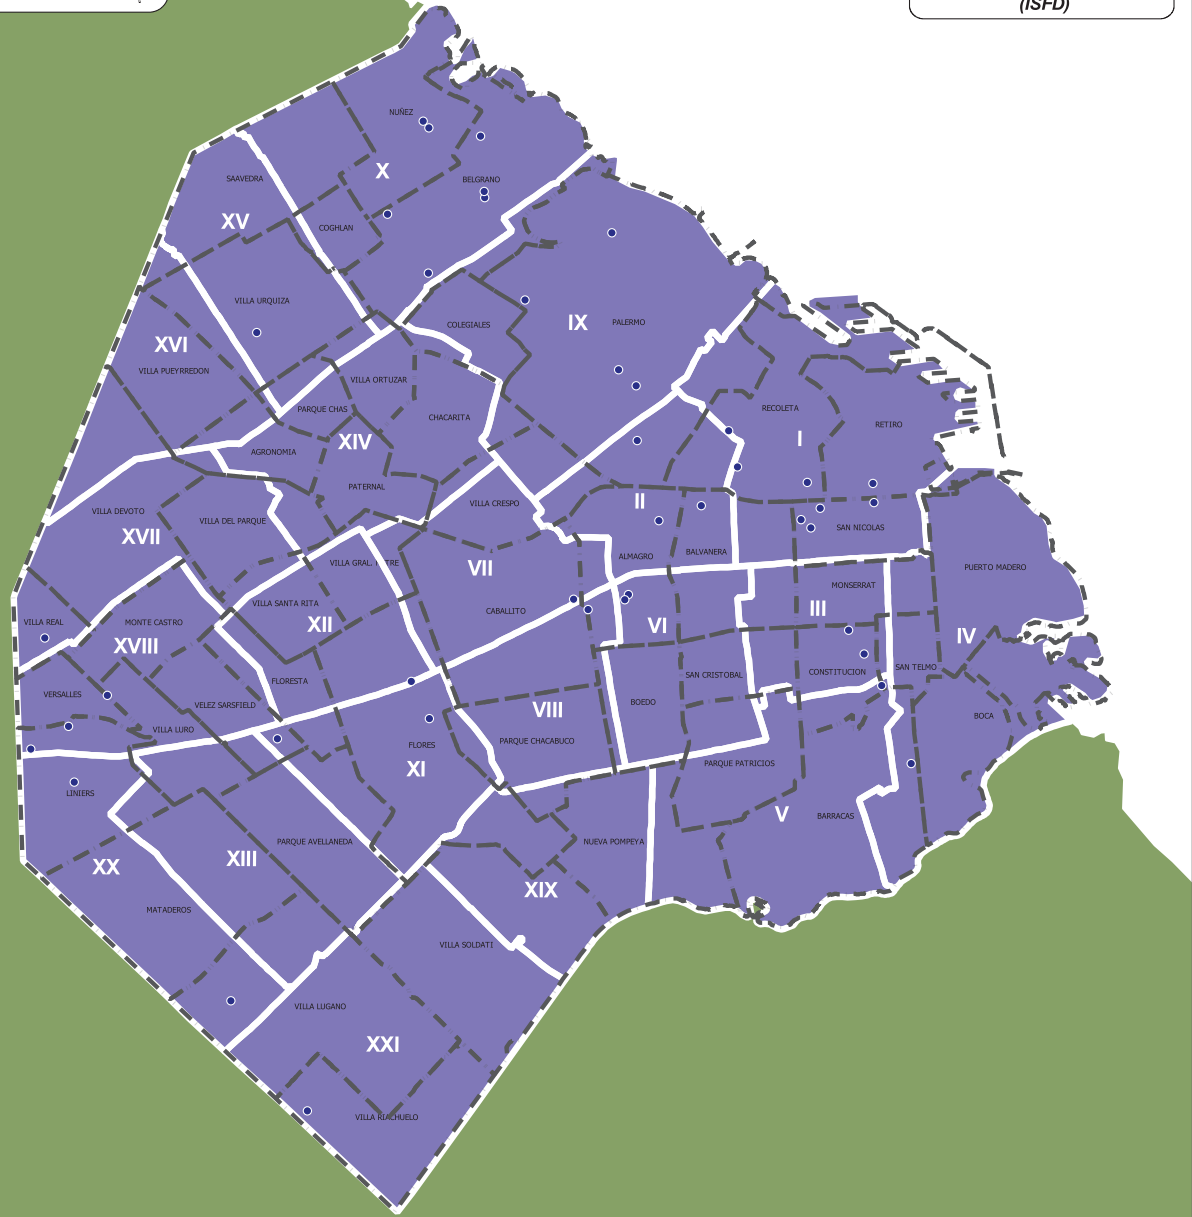 (ISFD)
NUÑEZ
X
SAAVEDRA
BELGRANO
XV
COGHLAN
VILLA URQUIZA
COLEGIALES
IX
PALERMO
XVI
VILLA PUEYRREDON
VILLA ORTUZAR
PARQUE CHAS
CHACARITA
RECOLETA
RETIRO
I
XIV
AGRONOMIA
PATERNAL
VILLA CRESPO
II
VILLA DEVOTO
VILLA DEL PARQUE
SAN NICOLAS
XVII
ALMAGRO
BALVANERA
VILLA GRAL.
VII
PUERTO MADERO
MONSERRAT
VILLA SANTA RITA
CABALLITO
III
VILLA REAL
MONTE CASTRO
XII
VI
IV
XVIII
SAN TELMO
CONSTITUCION
SAN CRISTOBAL
FLORESTA
VERSALLES
VELEZ SARSFIELD
BOEDO
VIII
BOCA
VILLA LURO
FLORES
PARQUE CHACABUCO
XI
PARQUE PATRICIOS
LINIERS
V
BARRACAS
PARQUE AVELLANEDA
NUEVA POMPEYA
XIII
XX
XIX
MATADEROS
VILLA SOLDATI
VILLA LUGANO
XXI
VILLA RIACHUELO